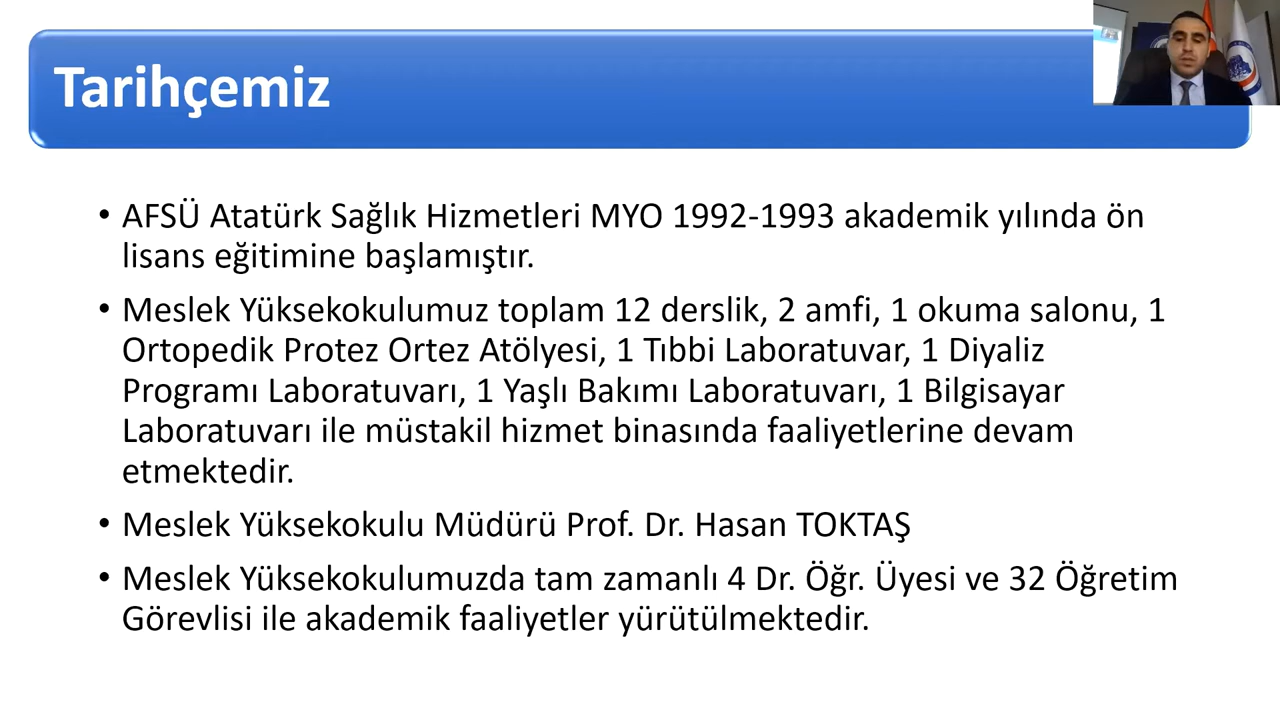 Tarihçemiz
• AFSÜ Atatürk Sağlık Hizmetleri MYO 1992-1993 akademik yılında ön
lisans eğitimine başlamıştır.
• Meslek Yüksekokulumuz toplam 12 derslik, 2 amfi, 1 okuma salonu, 1
Ortopedik Protez Ortez Atölyesi, 1 Tıbbi Laboratuvar, 1 Diyaliz
Programı Laboratuvarı, 1 Yaşlı Bakımı Laboratuvarı, 1 Bilgisayar
Laboratuvarı ile müstakil hizmet binasında faaliyetlerine devam
etmektedir.
• Meslek Yüksekokulu Müdürü Prof. Dr. Hasan TOKTAŞ
• Meslek Yüksekokulumuzda tam zamanlı 4 Dr. Öğr. Üyesi ve 32 Öğretim
Görevlisi ile akademik faaliyetler yürütülmektedir.